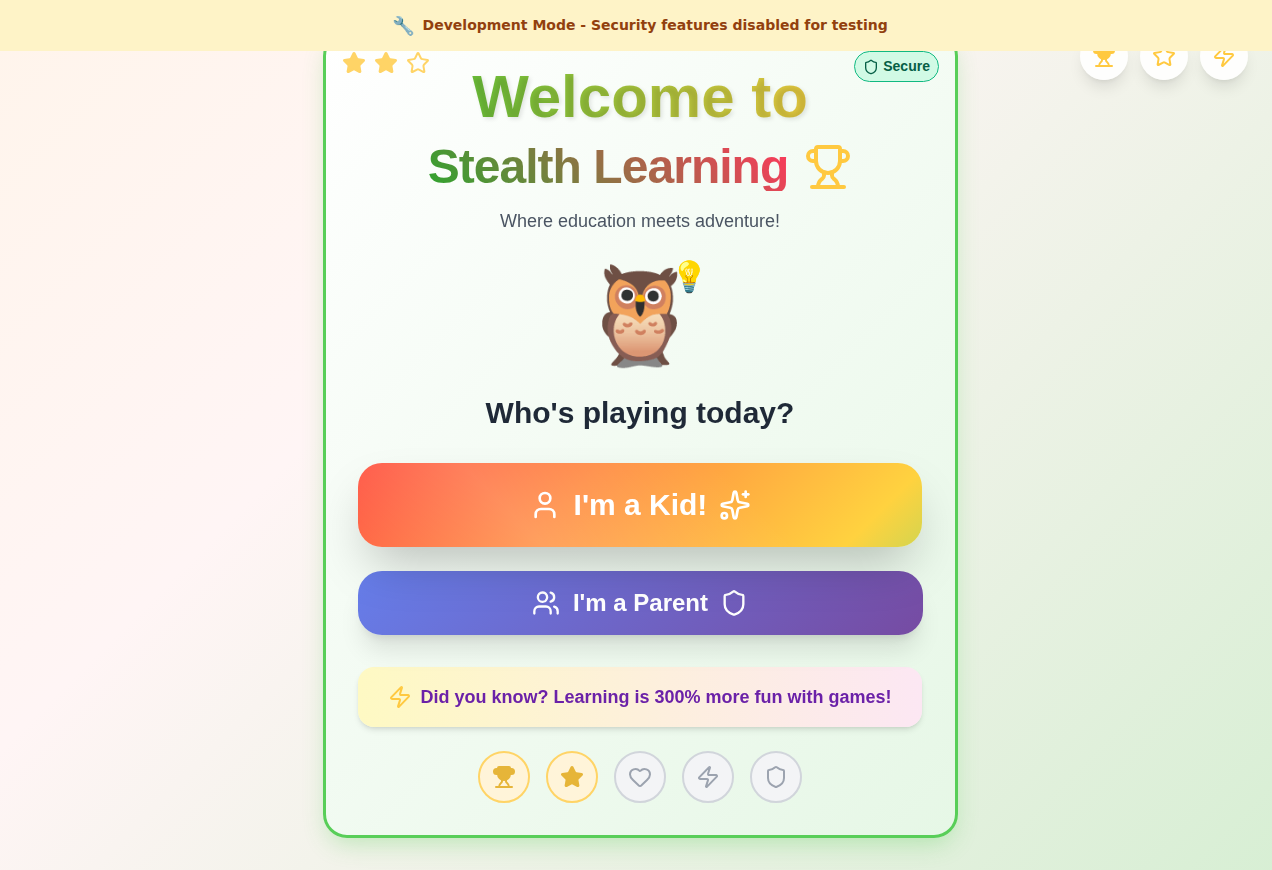 Development Mode - Security features disabled for testing
Secure
Welcome to
Stealth Learning
Where education meets adventure!
Who's playing today?
I'm a Kid!
I'm a Parent
Did you know? Learning is 300% more fun with games!